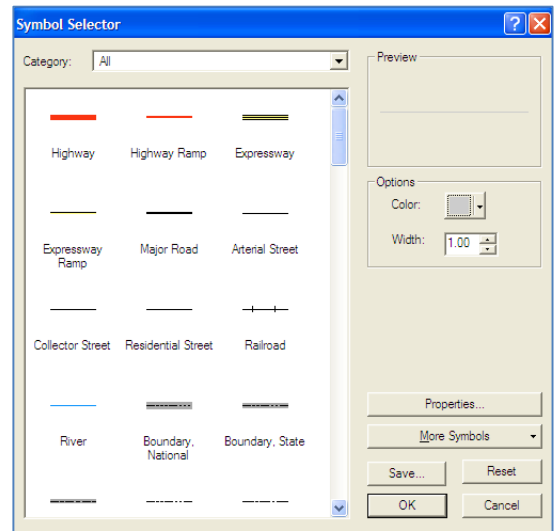 Symbol Selector
Category: All
Preview
Highway
Highway Ramp
Expressway
Options
Color:
Width: 1.00
Expressway
Ramp
Major Road
Arterial Street
Collector Street
Residential Street
Railroad
River
Boundary,
National
Boundary, State
Properties...
More Symbols
Save...
Reset
OK
Cancel